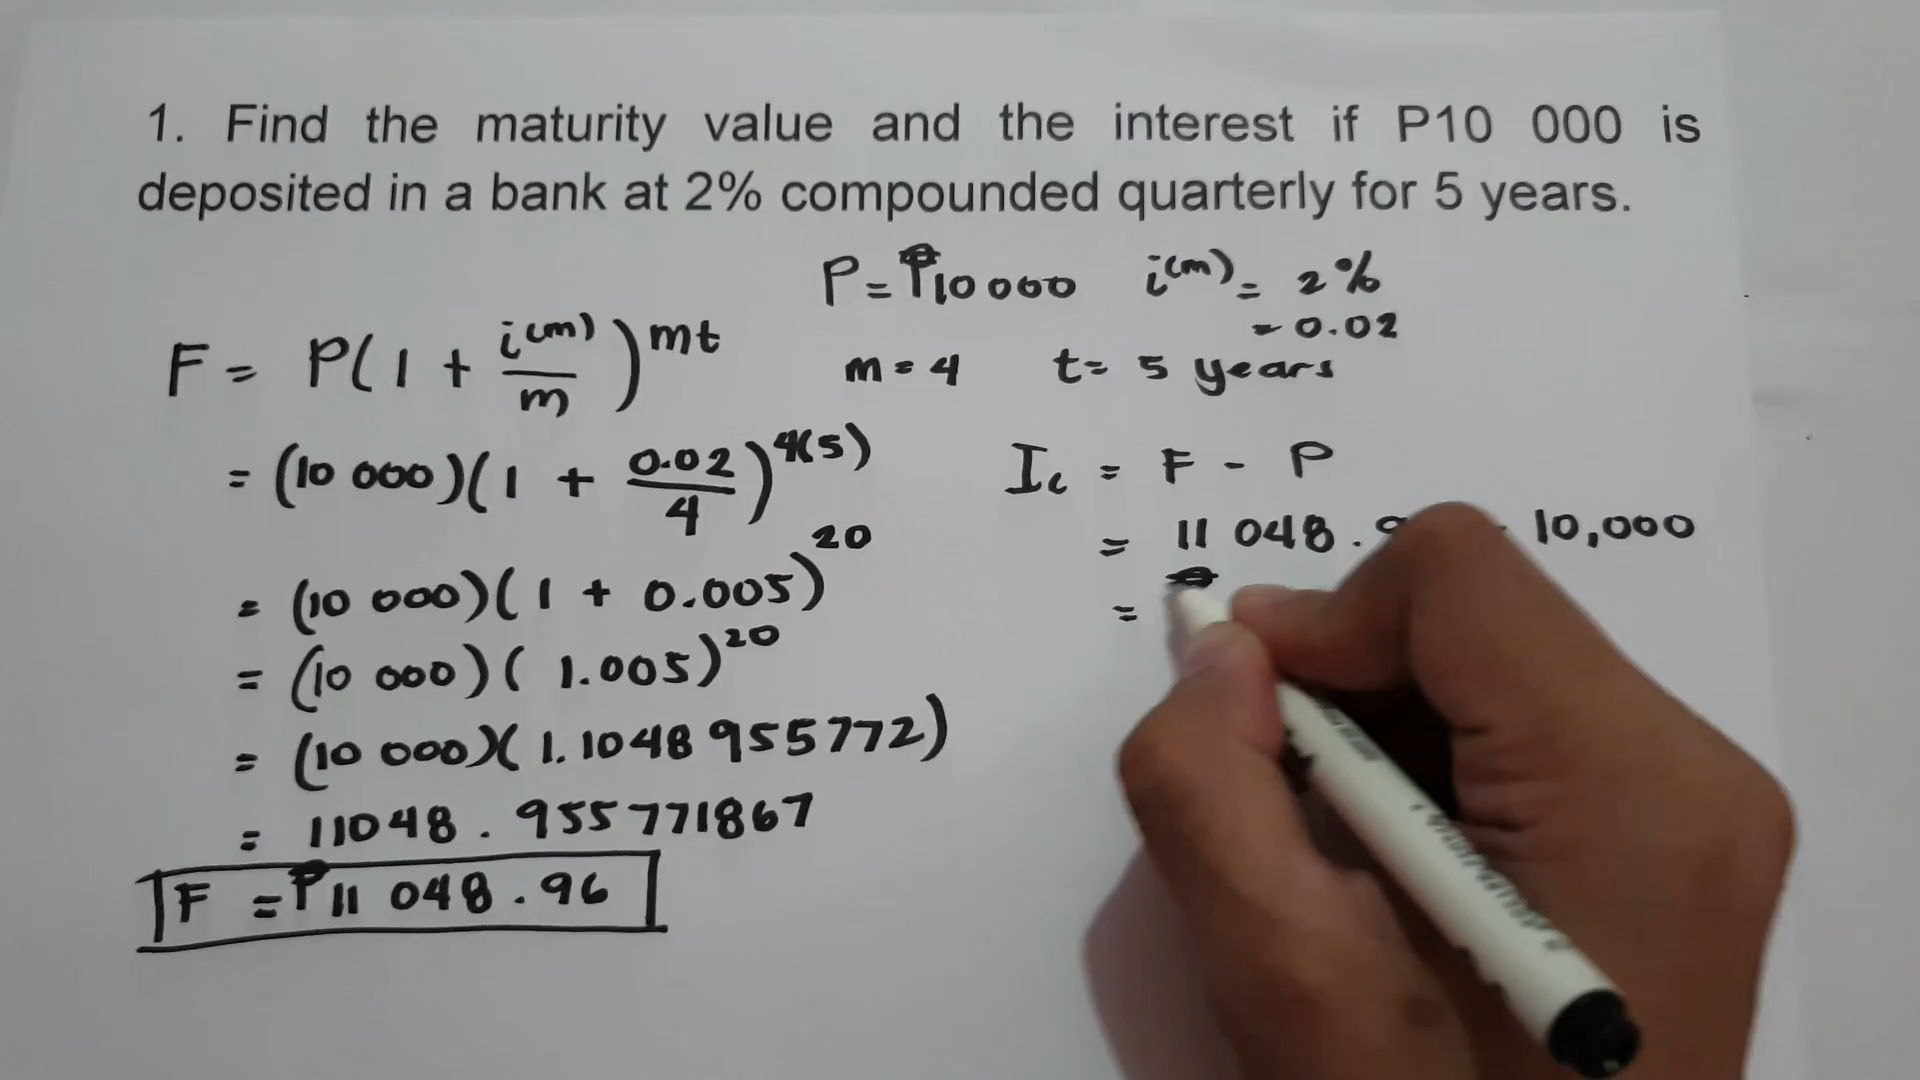 1. Find the maturity value and the interest if P10 000 is
deposited in a bank at 2% compounded quarterly for 5 years.
P = ₱10 000 i^(m) = 2%
= 0.02
m = 4 t = 5 years
F = P(1 + i^(m)/m)^mt
= (10 000)(1 + 0.02/4)^4(5)
= (10 000)(1 + 0.005)^20
= (10 000)(1.005)^20
= (10 000)(1.1048955772)
= 11048.955771867
F = ₱11 048.96
Ic = F - P
= 11 048.9 - 10,000
=